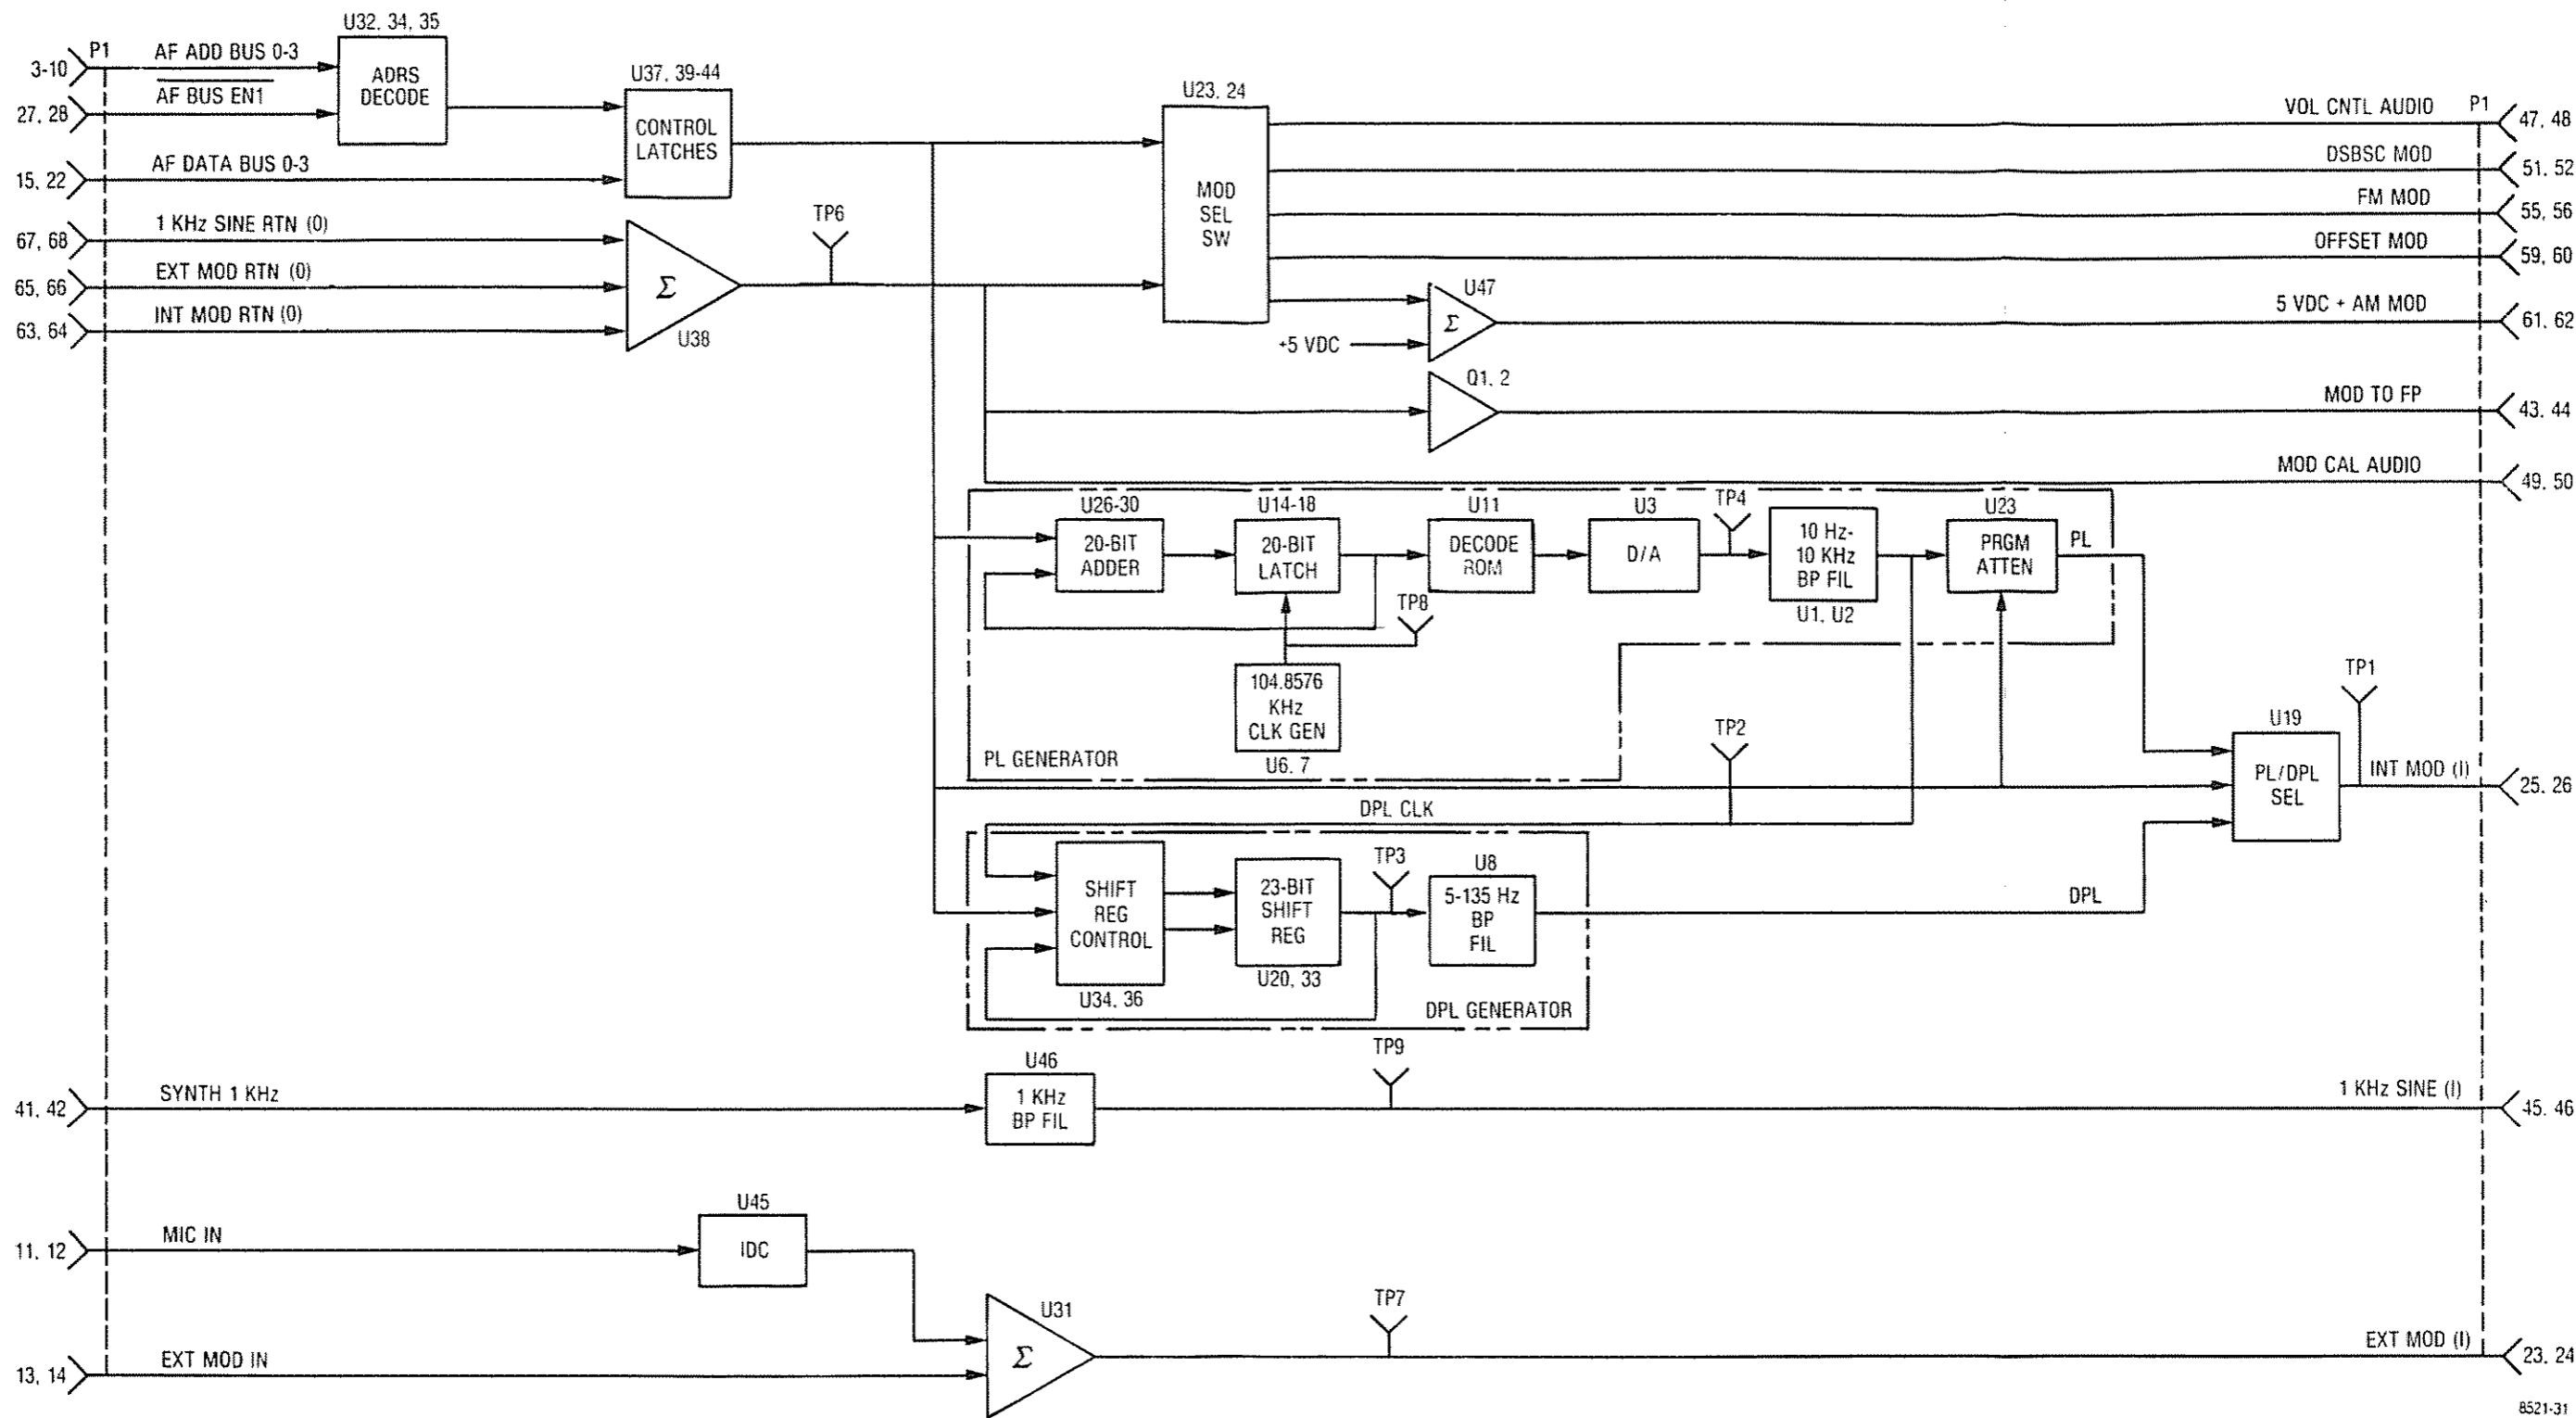 U32, 34, 35
P1
3-10
AF ADD BUS 0-3
ADRS
DECODE
27, 28
AF BUS EN1
U37, 39-44
CONTROL
LATCHES
15, 22
AF DATA BUS 0-3
67, 68
1 KHz SINE RTN (0)
65, 66
EXT MOD RTN (0)
63, 64
INT MOD RTN (0)
Σ
U38
TP6
U23, 24
MOD
SEL
SW
VOL CNTL AUDIO
P1
47, 48
DSBSC MOD
51, 52
FM MOD
55, 56
OFFSET MOD
59, 60
U47
Σ
+5 VDC
5 VDC + AM MOD
61, 62
Q1, 2
MOD TO FP
43, 44
MOD CAL AUDIO
49, 50
U26-30
20-BIT
ADDER
U14-18
20-BIT
LATCH
U11
DECODE
ROM
U3
D/A
TP4
10 Hz-
10 KHz
BP FIL
U1, U2
U23
PRGM
ATTEN
PL
TP8
104.8576
KHz
CLK GEN
U6, 7
PL GENERATOR
TP2
TP1
U19
PL/DPL
SEL
INT MOD (I)
25, 26
DPL CLK
SHIFT
REG
CONTROL
U34, 36
23-BIT
SHIFT
REG
U20, 33
TP3
U8
5-135 Hz
BP
FIL
DPL
DPL GENERATOR
41, 42
SYNTH 1 KHz
U46
1 KHz
BP FIL
TP9
1 KHz SINE (I)
45, 46
11, 12
MIC IN
U45
IDC
13, 14
EXT MOD IN
U31
Σ
TP7
EXT MOD (I)
23, 24
8521-31